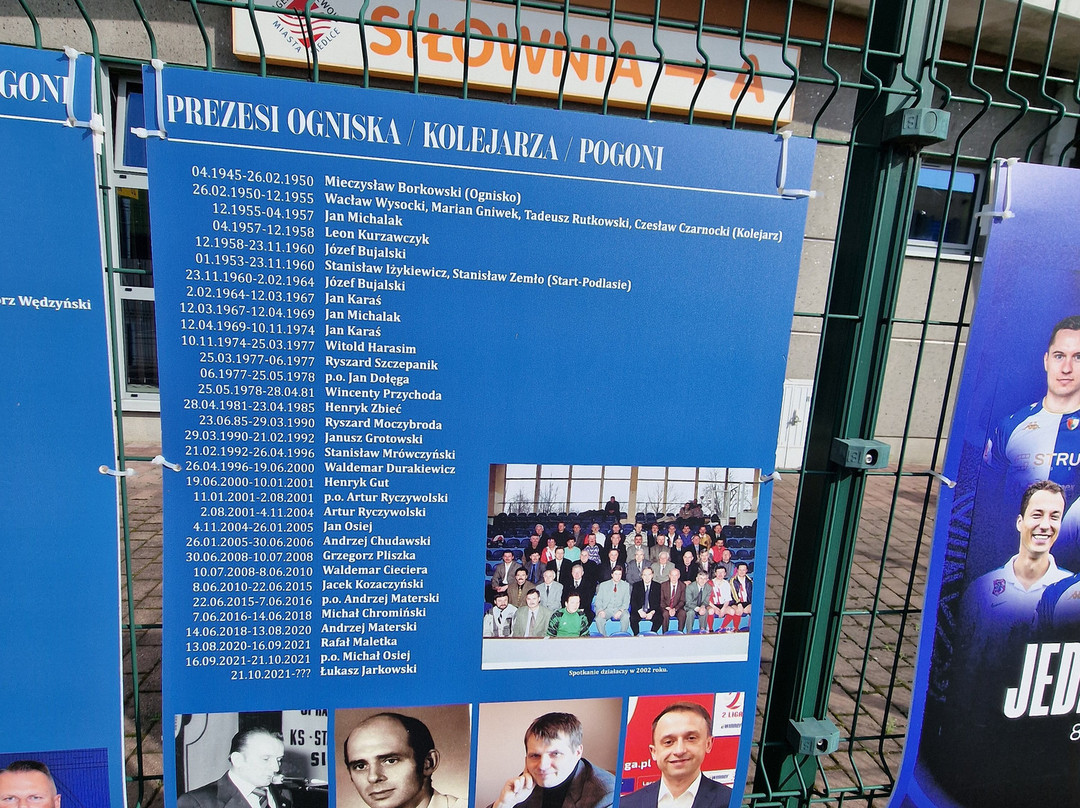 MIASTA SIEDLCE
SIŁOWNIA → A
OGONI
rz Wędzyński
PREZESI OGNISKA / KOLEJARZA / POGONI
04.1945-26.02.1950 Mieczysław Borkowski (Ognisko)
26.02.1950-12.1955 Wacław Wysocki, Marian Gniwek, Tadeusz Rutkowski, Czesław Czarnocki (Kolejarz)
12.1955-04.1957 Jan Michalak
04.1957-12.1958 Leon Kurzawczyk
12.1958-23.11.1960 Józef Bujalski
01.1953-23.11.1960 Stanisław Iżykiewicz, Stanisław Zemło (Start-Podlasie)
23.11.1960-2.02.1964 Józef Bujalski
2.02.1964-12.03.1967 Jan Karaś
12.03.1967-12.04.1969 Jan Michalak
12.04.1969-10.11.1974 Jan Karaś
10.11.1974-25.03.1977 Witold Harasim
25.03.1977-06.1977 Ryszard Szczepanik
06.1977-25.05.1978 p.o. Jan Dołęga
25.05.1978-28.04.81 Wincenty Przychoda
28.04.1981-23.04.1985 Henryk Zbieć
23.06.85-29.03.1990 Ryszard Moczybroda
29.03.1990-21.02.1992 Janusz Grotowski
21.02.1992-26.04.1996 Stanisław Mrówczyński
26.04.1996-19.06.2000 Waldemar Durakiewicz
19.06.2000-10.01.2001 Henryk Gut
11.01.2001-2.08.2001 p.o. Artur Ryczywolski
2.08.2001-4.11.2004 Artur Ryczywolski
4.11.2004-26.01.2005 Jan Osiej
26.01.2005-30.06.2006 Andrzej Chudawski
30.06.2008-10.07.2008 Grzegorz Pliszka
10.07.2008-8.06.2010 Waldemar Cieciera
8.06.2010-22.06.2015 Jacek Kozaczyński
22.06.2015-7.06.2016 p.o. Andrzej Materski
7.06.2016-14.06.2018 Michał Chromiński
14.06.2018-13.08.2020 Andrzej Materski
13.08.2020-16.09.2021 Rafał Maletka
16.09.2021-21.10.2021 p.o. Michał Osiej
21.10.2021-??? Łukasz Jarkowski
Spotkanie działaczy w 2002 roku.
KS-ST
2 LIGA
ga.pl
STRU
JED
8